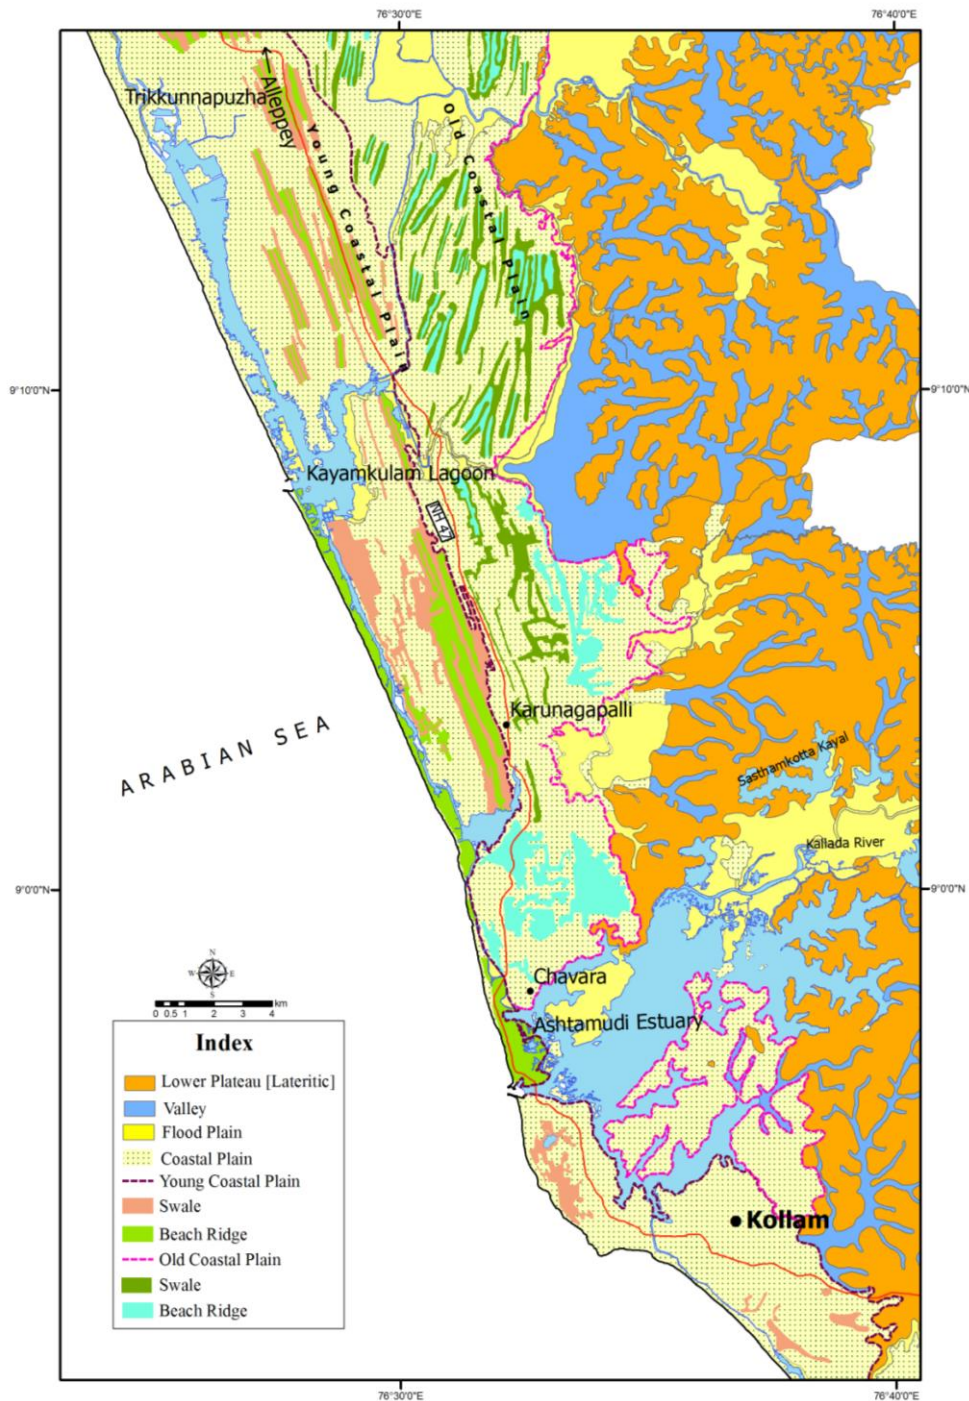 76°30'0"E
76°40'0"E
←Alleppey
Trikkunnapuzha
Young Coastal Plain
Old Coastal Plain
9°10'0"N
9°10'0"N
Kayamkulam Lagoon
NH 47
Karunagapalli
ARABIAN SEA
Sasthamkotta Kayal
Kallada River
9°0'0"N
9°0'0"N
N
W
E
S
Chavara
0 0.5 1 2 3 4 km
Ashtamudi Estuary
Index
Lower Plateau [Lateritic]
Valley
Flood Plain
Coastal Plain
Young Coastal Plain
Swale
Beach Ridge
Old Coastal Plain
Swale
Beach Ridge
Kollam
76°30'0"E
76°40'0"E